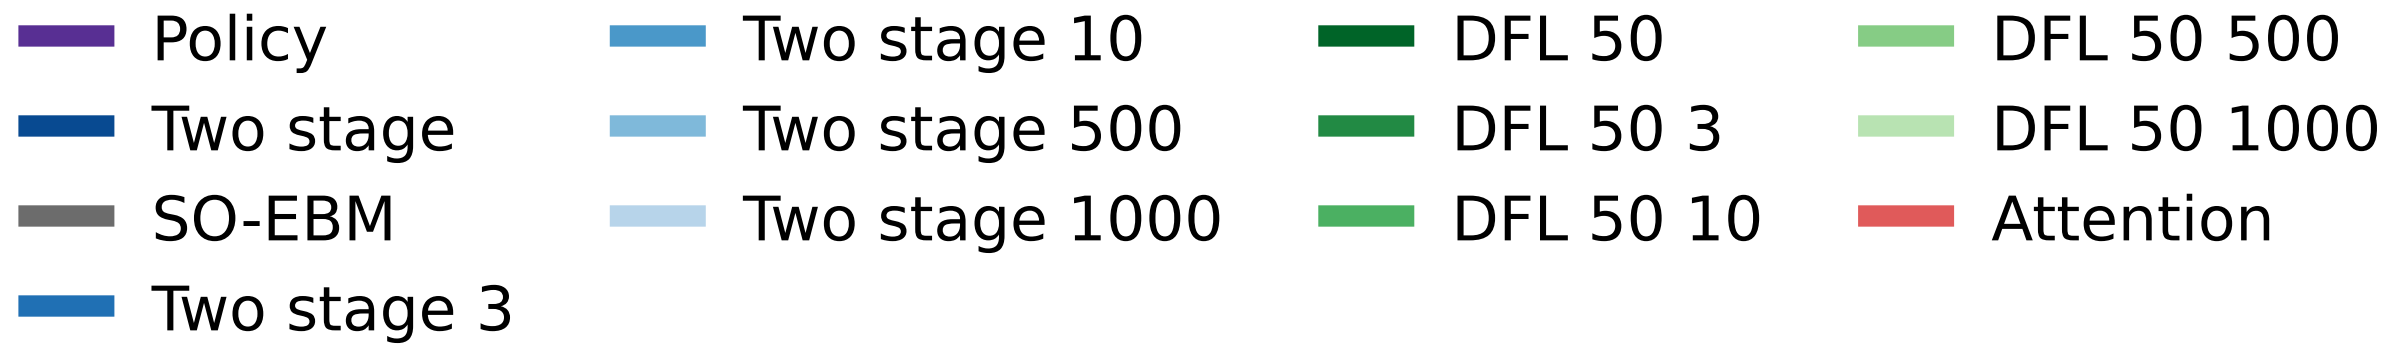 Policy
Two stage
SO-EBM
Two stage 3
Two stage 10
Two stage 500
Two stage 1000
DFL 50
DFL 50 3
DFL 50 10
DFL 50 500
DFL 50 1000
Attention